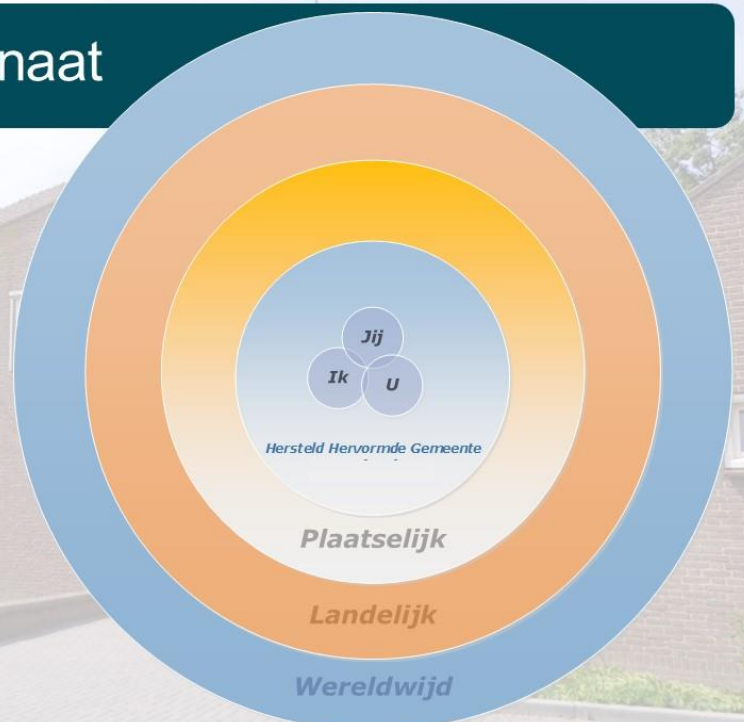 naat
Jij
Ik
U
Hersteld Hervormde Gemeente
Plaatselijk
Landelijk
Wereldwijd